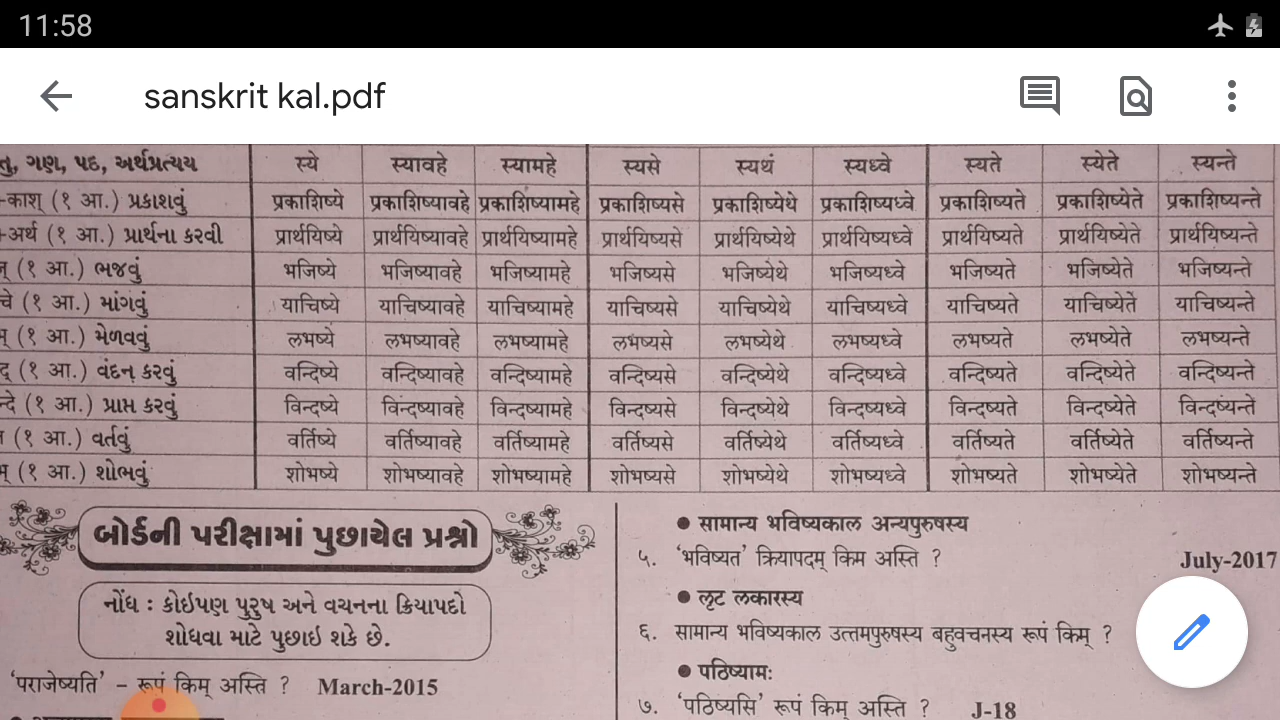 11:58
sanskrit kal.pdf
તુ, ગણ, પદ, અર્થપ્રત્યય स्ये स्यावहे स्यामहे स्यसे स्यथं स्यध्वे स्यते स्येते स्यन्ते
-काश् (१ आ.) પ્રકાશવું प्रकाशिष्ये प्रकाशिष्यावहे प्रकाशिष्यामहे प्रकाशिष्यसे प्रकाशिष्येथे प्रकाशिष्यध्वे प्रकाशिष्यते प्रकाशिष्येते प्रकाशिष्यन्ते
-अर्थ (१ आ.) પ્રાર્થના કરવી प्रार्थयिष्ये प्रार्थयिष्यावहे प्रार्थयिष्यामहे प्रार्थयिष्यसे प्रार्थयिष्येथे प्रार्थयिष्यध्वे प्रार्थयिष्यते प्रार्थयिष्येते प्रार्थयिष्यन्ते
(१ आ.) ભજવું भजिष्ये भजिष्यावहे भजिष्यामहे भजिष्यसे भजिष्येथे भजिष्यध्वे भजिष्यते भजिष्येते भजिष्यन्ते
चे (१ आ.) માંગવું याचिष्ये याचिष्यावहे याचिष्यामहे याचिष्यसे याचिष्येथे याचिष्यध्वे याचिष्यते याचिष्येते याचिष्यन्ते
(१ आ.) મેળવવું लभष्ये लभष्यावहे लभष्यामहे लभष्यसे लभष्येथे लभष्यध्वे लभष्यते लभष्येते लभष्यन्ते
द् (१ आ.) વંદન કરવું वन्दिष्ये वन्दिष्यावहे वन्दिष्यामहे वन्दिष्यसे वन्दिष्येथे वन्दिष्यध्वे वन्दिष्यते वन्दिष्येते वन्दिष्यन्ते
न्दे (१ आ.) પ્રાપ્ત કરવું विन्दष्ये विन्दष्यावहे विन्दष्यामहे विन्दष्यसे विन्दष्येथे विन्दष्यध्वे विन्दष्यते विन्दष्येते विन्दष्यन्ते
(१ आ.) વર્તવું वर्तिष्ये वर्तिष्यावहे वर्तिष्यामहे वर्तिष्यसे वर्तिष्येथे वर्तिष्यध्वे वर्तिष्यते वर्तिष्येते वर्तिष्यन्ते
(१ आ.) શોભવું शोभष्ये शोभष्यावहे शोभष्यामहे शोभष्यसे शोभष्येथे शोभष्यध्वे शोभष्यते शोभष्येते शोभष्यन्ते
બોર્ડની પરીક્ષામાં પુછાયેલ પ્રશ્નો
નોંધ : કોઇપણ પુરુષ અને વચનના ક્રિયાપદો
શોધવા માટે પુછાઇ શકે છે.
'पराजेष्यति' – रूपं किम् अस्ति ? March-2015
● सामान्य भविष्यकाल अन्यपुरुषस्य
५. 'भविष्यत' क्रियापदम् किम अस्ति ? July-2017
● लृट लकारस्य
६. सामान्य भविष्यकाल उत्तमपुरुषस्य बहुवचनस्य रूपं किम् ?
● पठिष्यामः
७. 'पठिष्यसि' रूपं किम् अस्ति ? J-18